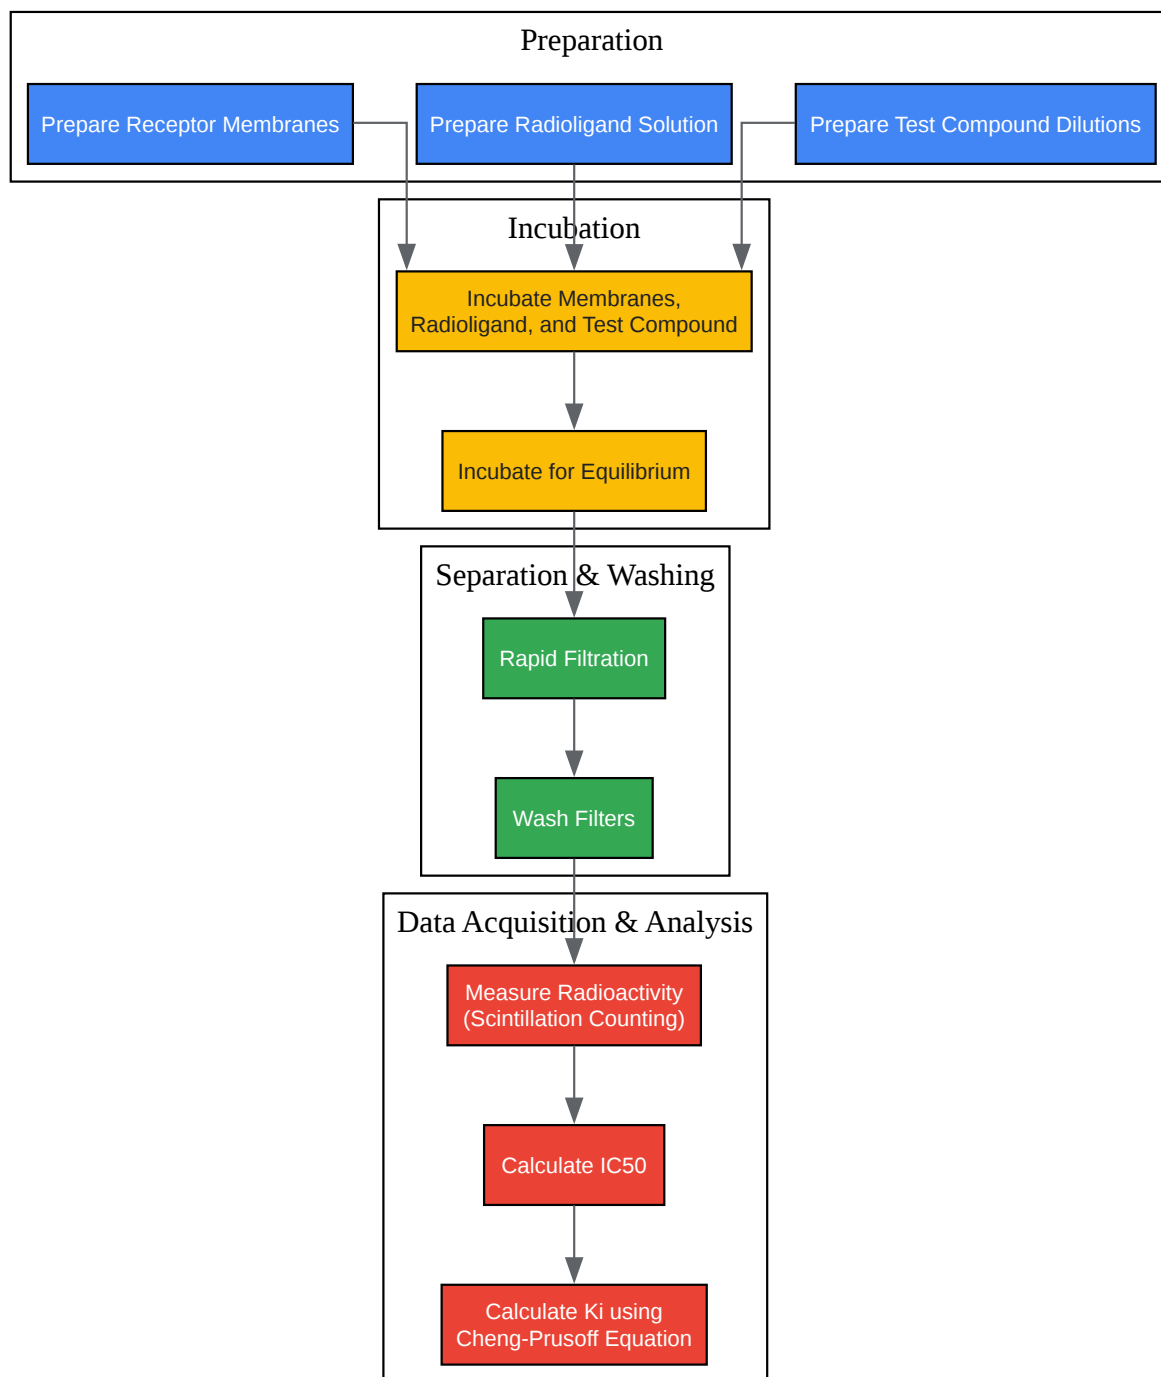 Preparation
Prepare Receptor Membranes
Prepare Radioligand Solution
Prepare Test Compound Dilutions
Incubation
Incubate Membranes,
Radioligand, and Test Compound
Incubate for Equilibrium
Separation & Washing
Rapid Filtration
Wash Filters
Data Acquisition & Analysis
Measure Radioactivity
(Scintillation Counting)
Calculate IC50
Calculate Ki using
Cheng-Prusoff Equation